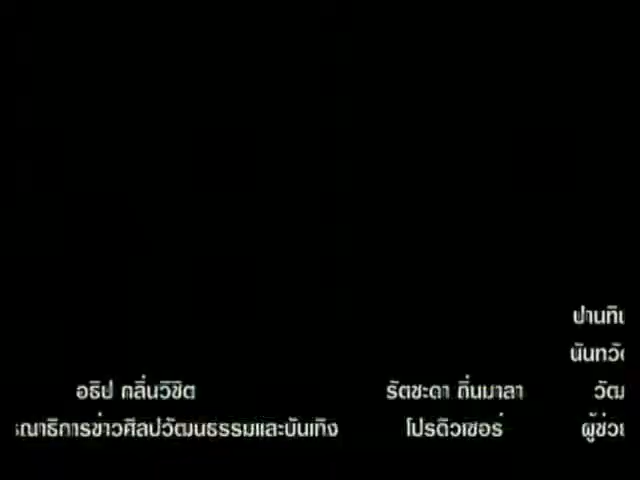 ปานทิ
นันทวั
อธิป กลิ่นวิชิต รัตชะดา ถิ่นมาลา วัฒ
รณาธิการข่าวศิลปวัฒนธรรมและบันเทิง โปรดิวเซอร์ ผู้ช่วย